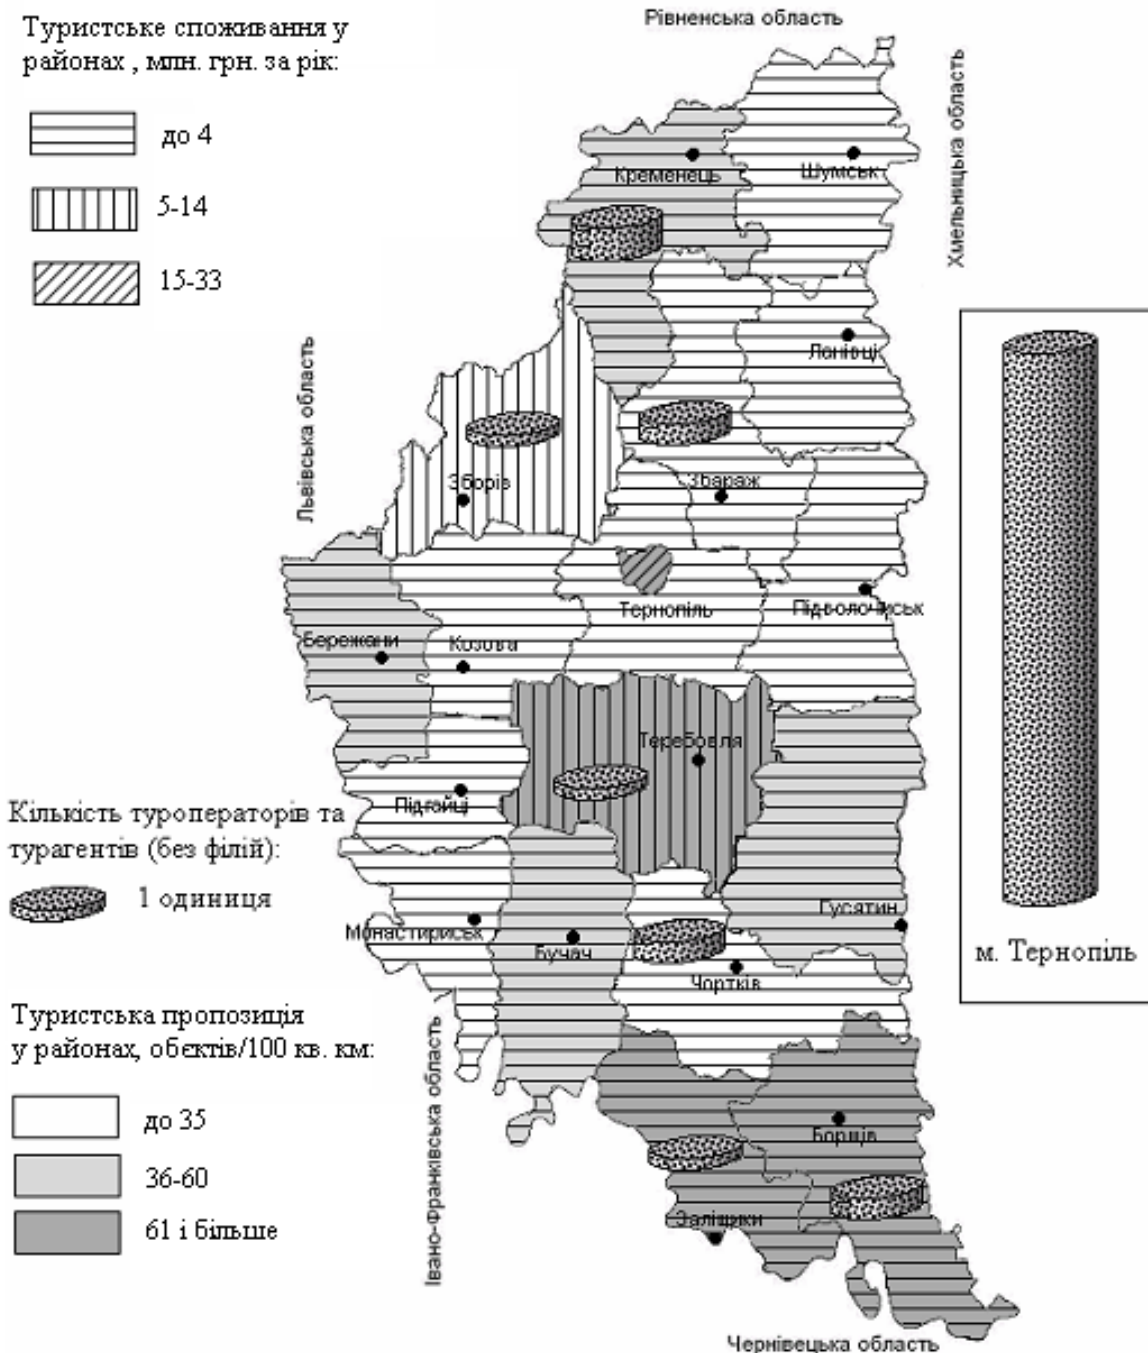 Рівненська область
Туристське споживання у
районах , млн. грн. за рік:
до 4
5-14
15-33
Хмельницька область
Львівська область
Кременець
Шумськ
Лонівці
Зборів
Збараж
Тернопіль
Підволочиськ
Бережани
Козова
Теребовля
Підгайці
Кількість туроператорів та
турагентів (без філій):
1 одиниця
Гусятин
Монастириськ
Бучач
Чортків
м. Тернопіль
Туристська пропозиція
у районах, обєктів/100 кв. км:
до 35
36-60
61 і більше
Івано-Франківська область
Борщів
Заліщики
Чернівецька область